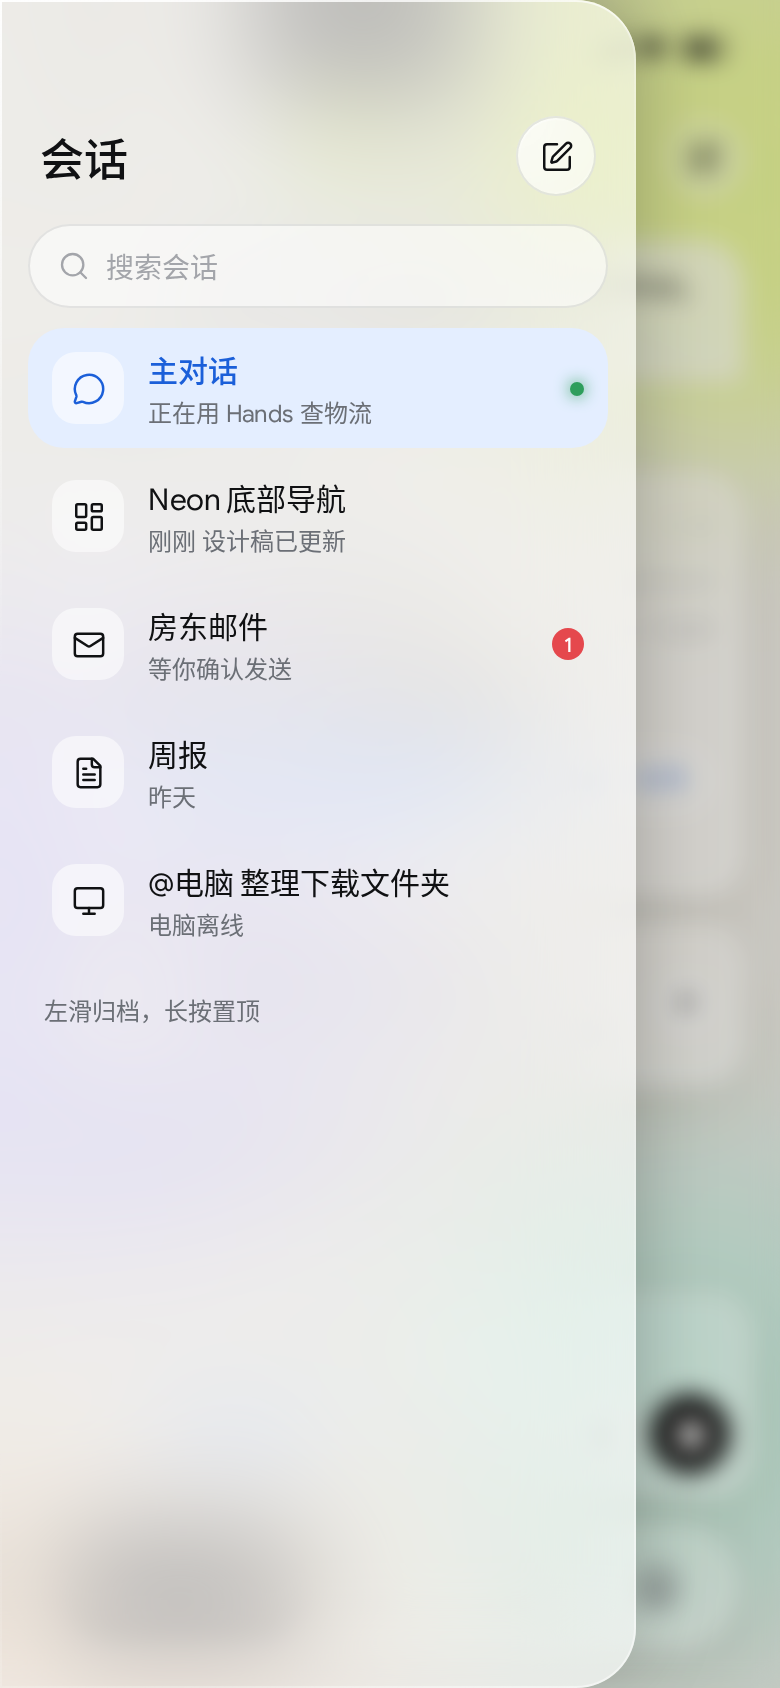 会话
搜索会话
主对话
正在用 Hands 查物流
Neon 底部导航
刚刚 设计稿已更新
房东邮件
等你确认发送
1
周报
昨天
@电脑 整理下载文件夹
电脑离线
左滑归档，长按置顶